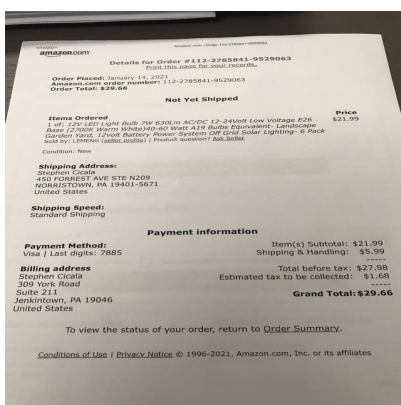 1/14/2021
Amazon.com - Order 112-2785841-9529063
amazon.com
Details for Order #112-2785841-9529063
Print this page for your records.
Order Placed: January 14, 2021
Amazon.com order number: 112-2785841-9529063
Order Total: $29.66
Not Yet Shipped
Items Ordered Price
1 of: 12V LED Light Bulb 7W 630Lm AC/DC 12-24Volt Low Voltage E26 $21.99
Base (2700K Warm White)40-60 Watt A19 Bulbs Equivalent- Landscape
Garden Yard, 12volt Battery Power System Off Grid Solar Lighting- 6 Pack
Sold by: LEMENG (seller profile) | Product question? Ask Seller
Condition: New
Shipping Address:
Stephen Cicala
450 FORREST AVE STE N209
NORRISTOWN, PA 19401-5671
United States
Shipping Speed:
Standard Shipping
Payment information
Payment Method:
Visa | Last digits: 7885
Billing address
Stephen Cicala
309 York Road
Suite 211
Jenkintown, PA 19046
United States
Item(s) Subtotal: $21.99
Shipping & Handling: $5.99
-----
Total before tax: $27.98
Estimated tax to be collected: $1.68
-----
Grand Total: $29.66
To view the status of your order, return to Order Summary.
Conditions of Use | Privacy Notice © 1996-2021, Amazon.com, Inc. or its affiliates